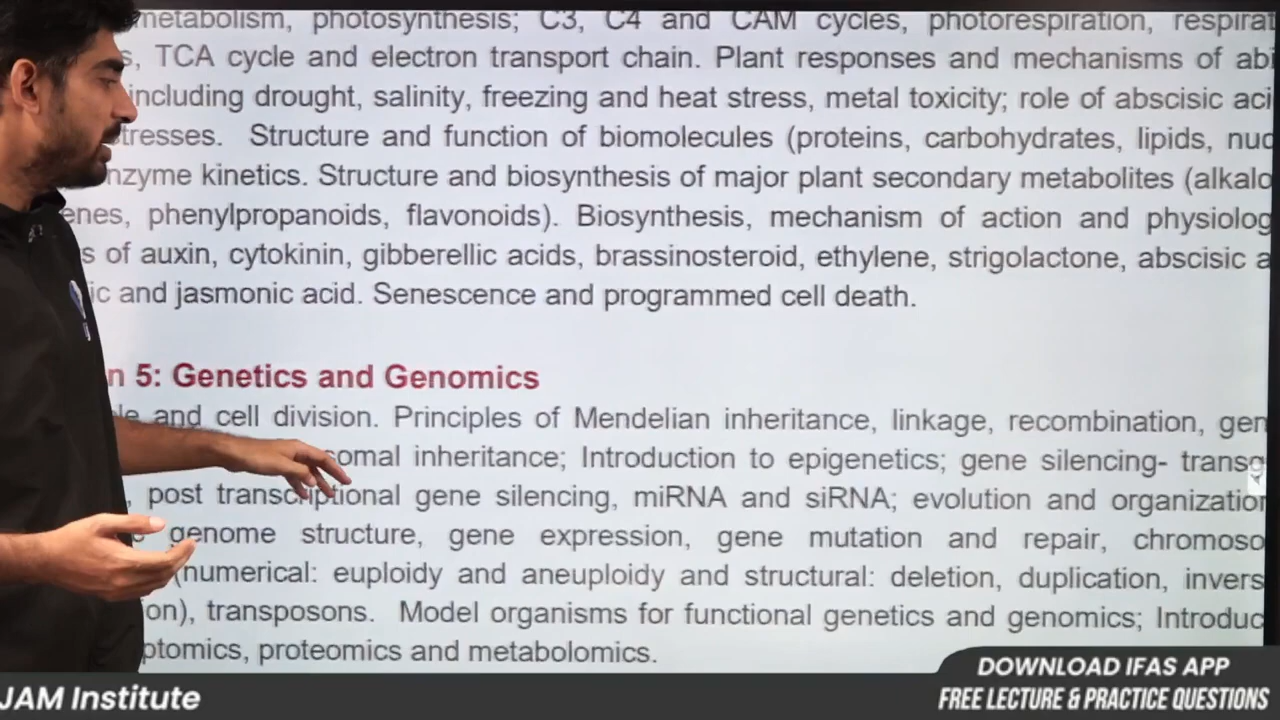 metabolism, photosynthesis; C3, C4 and CAM cycles, photorespiration, respirat
s, TCA cycle and electron transport chain. Plant responses and mechanisms of abi
including drought, salinity, freezing and heat stress, metal toxicity; role of abscisic aci
tresses. Structure and function of biomolecules (proteins, carbohydrates, lipids, nuc
nzyme kinetics. Structure and biosynthesis of major plant secondary metabolites (alkalo
enes, phenylpropanoids, flavonoids). Biosynthesis, mechanism of action and physiolog
s of auxin, cytokinin, gibberellic acids, brassinosteroid, ethylene, strigolactone, abscisic a
ic and jasmonic acid. Senescence and programmed cell death.
n 5: Genetics and Genomics
le and cell division. Principles of Mendelian inheritance, linkage, recombination, gen
somal inheritance; Introduction to epigenetics; gene silencing- transg
, post transcriptional gene silencing, miRNA and siRNA; evolution and organization
genome structure, gene expression, gene mutation and repair, chromoso
(numerical: euploidy and aneuploidy and structural: deletion, duplication, invers
ion), transposons. Model organisms for functional genetics and genomics; Introduc
ptomics, proteomics and metabolomics.
DOWNLOAD IFAS APP
JAM Institute
FREE LECTURE & PRACTICE QUESTIONS